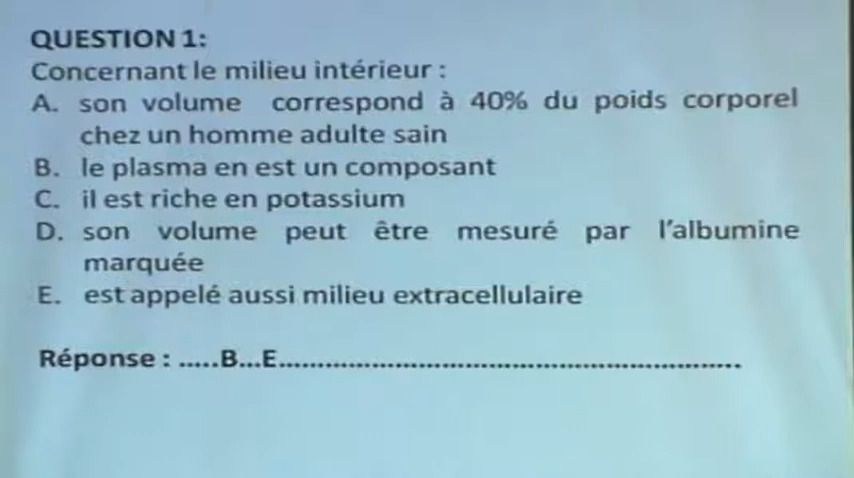 QUESTION 1:
Concernant le milieu intérieur :
A. son volume correspond à 40% du poids corporel
chez un homme adulte sain
B. le plasma en est un composant
C. il est riche en potassium
D. son volume peut être mesuré par l'albumine
marquée
E. est appelé aussi milieu extracellulaire
Réponse : .....B...E..........................................................